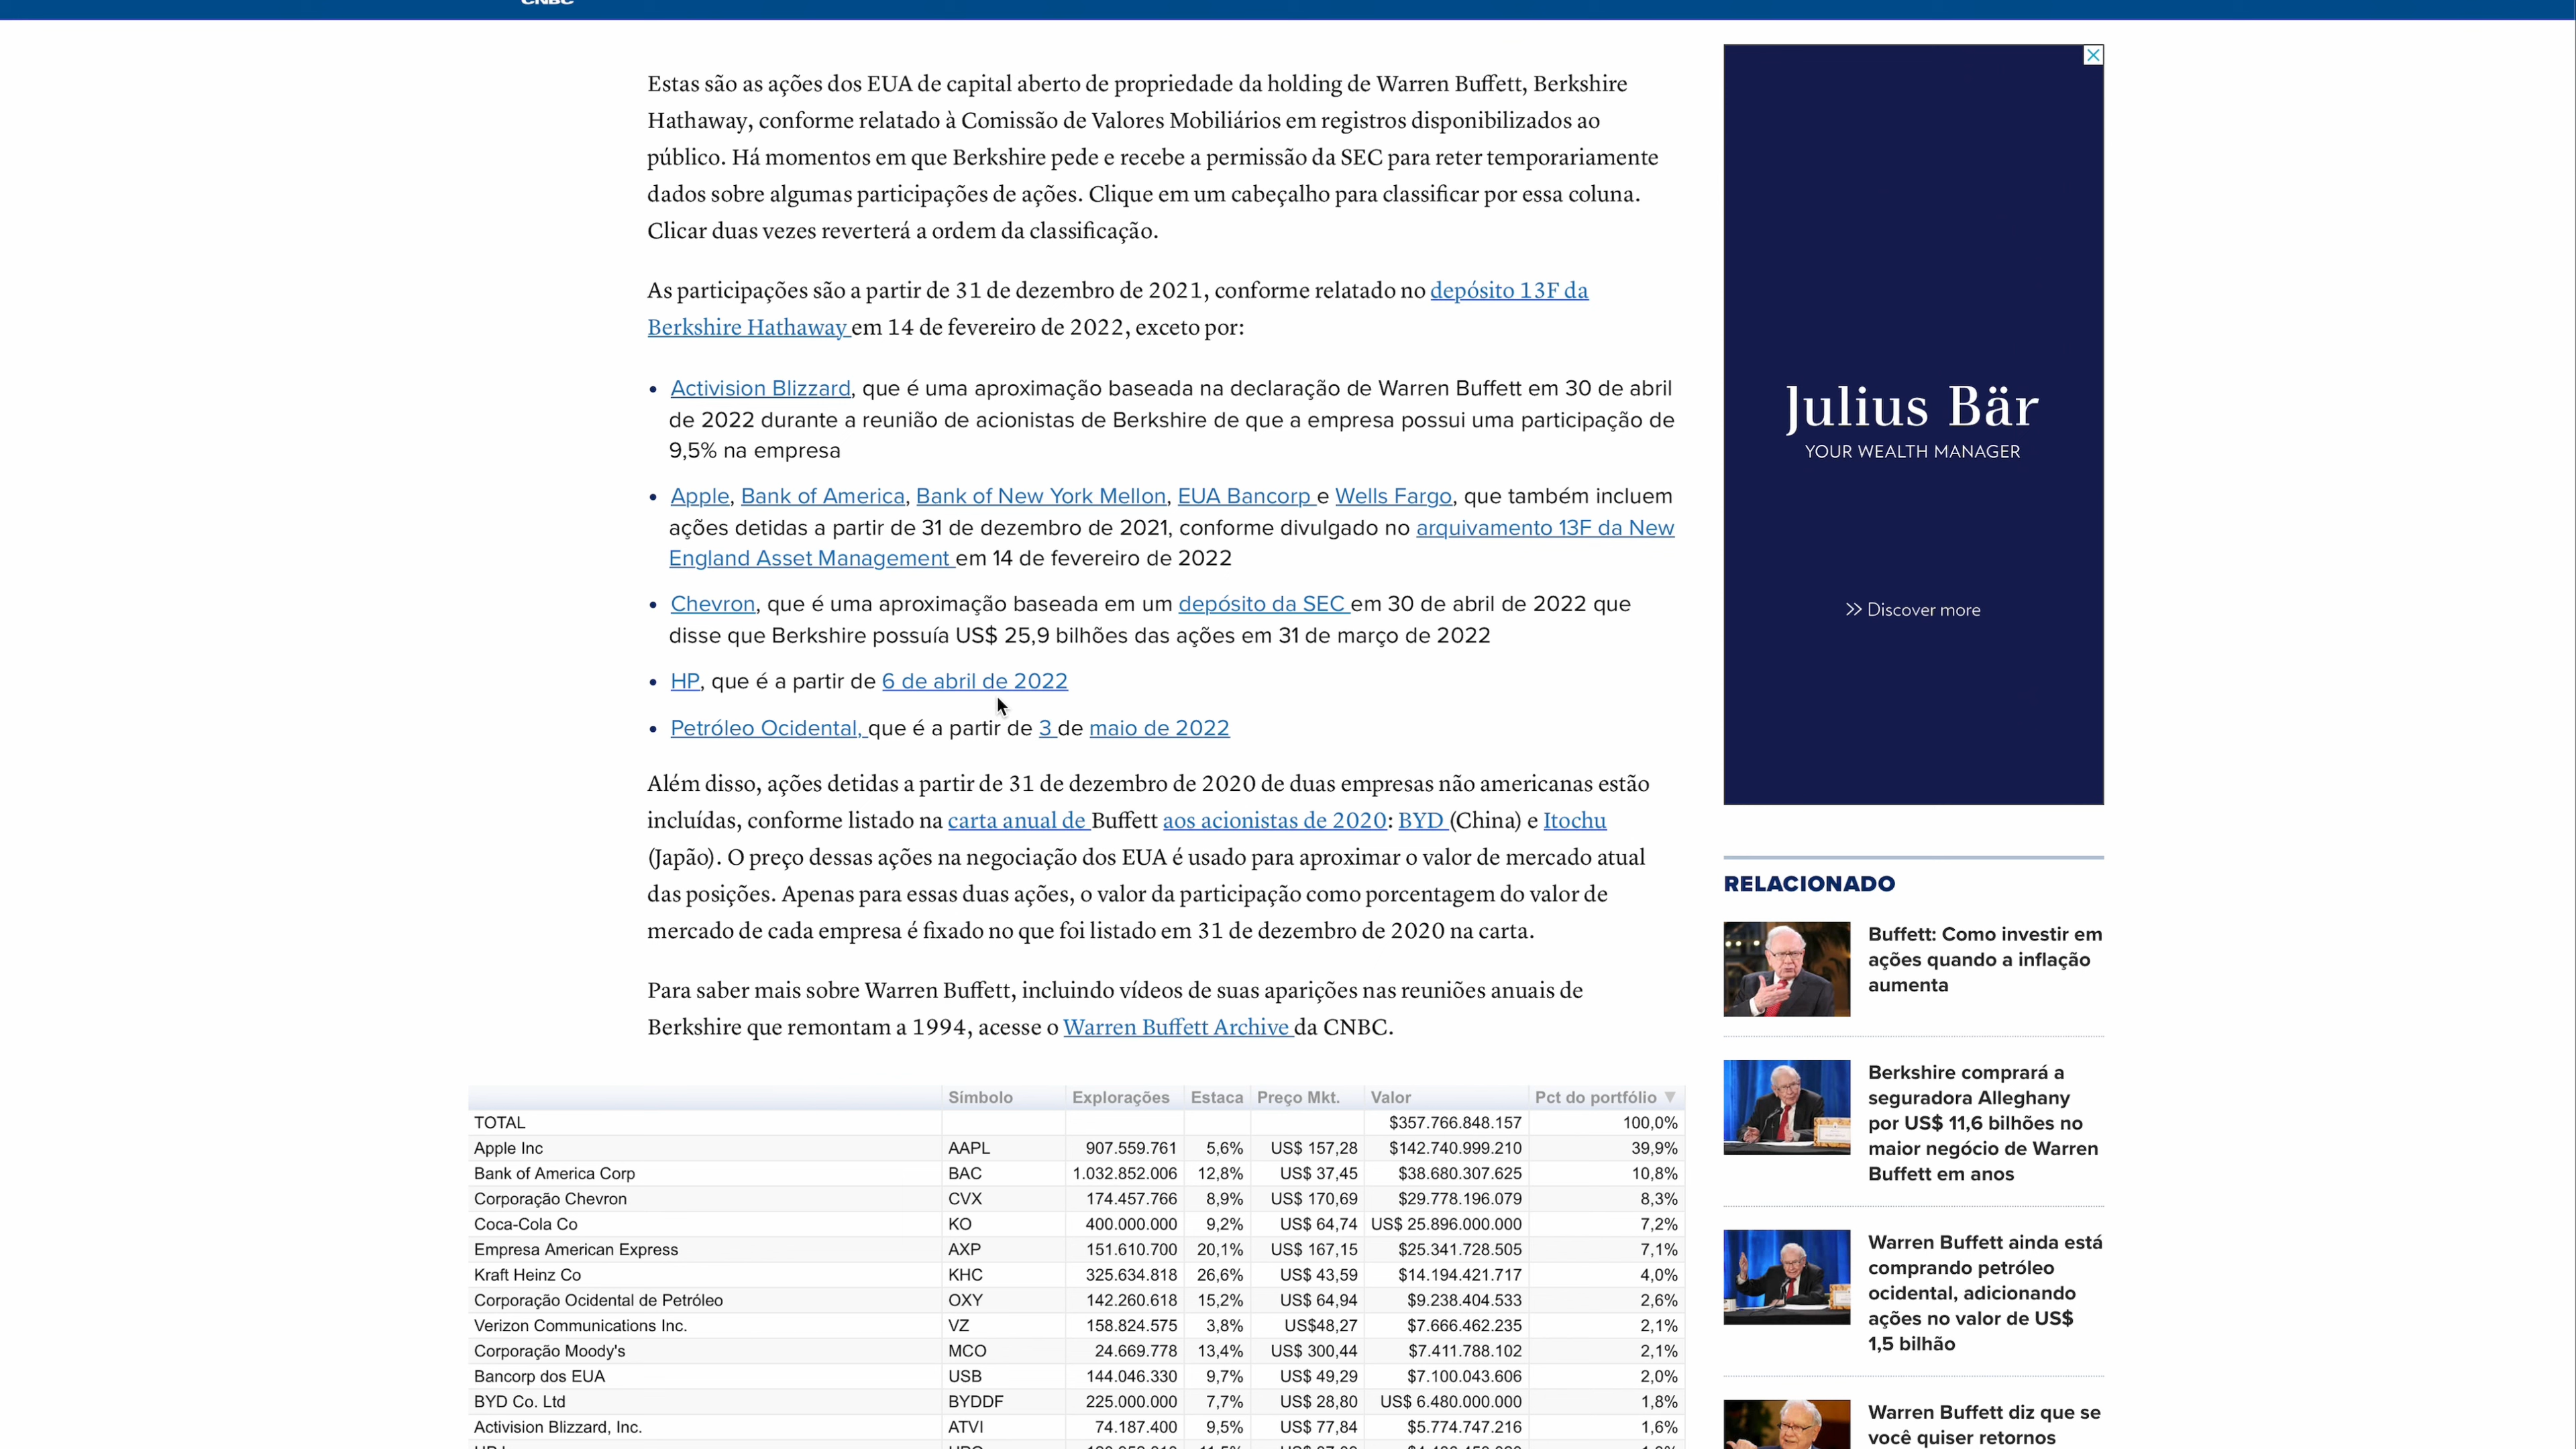 CNBC
Estas são as ações dos EUA de capital aberto de propriedade da holding de Warren Buffett, Berkshire
Hathaway, conforme relatado à Comissão de Valores Mobiliários em registros disponibilizados ao
público. Há momentos em que Berkshire pede e recebe a permissão da SEC para reter temporariamente
dados sobre algumas participações de ações. Clique em um cabeçalho para classificar por essa coluna.
Clicar duas vezes reverterá a ordem da classificação.
As participações são a partir de 31 de dezembro de 2021, conforme relatado no depósito 13F da
Berkshire Hathaway em 14 de fevereiro de 2022, exceto por:
• Activision Blizzard, que é uma aproximação baseada na declaração de Warren Buffett em 30 de abril
de 2022 durante a reunião de acionistas de Berkshire de que a empresa possui uma participação de
9,5% na empresa
• Apple, Bank of America, Bank of New York Mellon, EUA Bancorp e Wells Fargo, que também incluem
ações detidas a partir de 31 de dezembro de 2021, conforme divulgado no arquivamento 13F da New
England Asset Management em 14 de fevereiro de 2022
• Chevron, que é uma aproximação baseada em um depósito da SEC em 30 de abril de 2022 que
disse que Berkshire possuía US$ 25,9 bilhões das ações em 31 de março de 2022
• HP, que é a partir de 6 de abril de 2022
• Petróleo Ocidental, que é a partir de 3 de maio de 2022
Além disso, ações detidas a partir de 31 de dezembro de 2020 de duas empresas não americanas estão
incluídas, conforme listado na carta anual de Buffett aos acionistas de 2020: BYD (China) e Itochu
(Japão). O preço dessas ações na negociação dos EUA é usado para aproximar o valor de mercado atual
das posições. Apenas para essas duas ações, o valor da participação como porcentagem do valor de
mercado de cada empresa é fixado no que foi listado em 31 de dezembro de 2020 na carta.
Para saber mais sobre Warren Buffett, incluindo vídeos de suas aparições nas reuniões anuais de
Berkshire que remontam a 1994, acesse o Warren Buffett Archive da CNBC.
Símbolo Explorações Estaca Preço Mkt. Valor Pct do portfólio ▼
TOTAL $357.766.848.157 100,0%
Apple Inc AAPL 907.559.761 5,6% US$ 157,28 $142.740.999.210 39,9%
Bank of America Corp BAC 1.032.852.006 12,8% US$ 37,45 $38.680.307.625 10,8%
Corporação Chevron CVX 174.457.766 8,9% US$ 170,69 $29.778.196.079 8,3%
Coca-Cola Co KO 400.000.000 9,2% US$ 64,74 US$ 25.896.000.000 7,2%
Empresa American Express AXP 151.610.700 20,1% US$ 167,15 $25.341.728.505 7,1%
Kraft Heinz Co KHC 325.634.818 26,6% US$ 43,59 $14.194.421.717 4,0%
Corporação Ocidental de Petróleo OXY 142.260.618 15,2% US$ 64,94 $9.238.404.533 2,6%
Verizon Communications Inc. VZ 158.824.575 3,8% US$48,27 $7.666.462.235 2,1%
Corporação Moody's MCO 24.669.778 13,4% US$ 300,44 $7.411.788.102 2,1%
Bancorp dos EUA USB 144.046.330 9,7% US$ 49,29 $7.100.043.606 2,0%
BYD Co. Ltd BYDDF 225.000.000 7,7% US$ 28,80 US$ 6.480.000.000 1,8%
Activision Blizzard, Inc. ATVI 74.187.400 9,5% US$ 77,84 $5.774.747.216 1,6%
Julius Bär
YOUR WEALTH MANAGER
>> Discover more
RELACIONADO
Buffett: Como investir em
ações quando a inflação
aumenta
Berkshire comprará a
seguradora Alleghany
por US$ 11,6 bilhões no
maior negócio de Warren
Buffett em anos
Warren Buffett ainda está
comprando petróleo
ocidental, adicionando
ações no valor de US$
1,5 bilhão
Warren Buffett diz que se
você quiser retornos